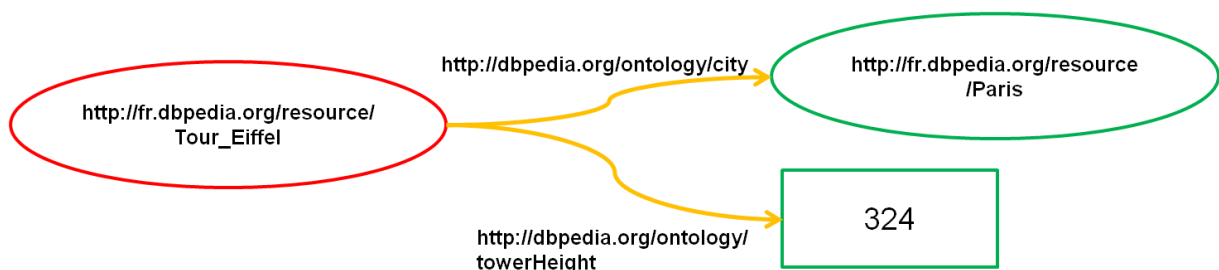 http://dbpedia.org/ontology/city
http://fr.dbpedia.org/resource
/Paris
http://fr.dbpedia.org/resource/
Tour_Eiffel
324
http://dbpedia.org/ontology/
towerHeight